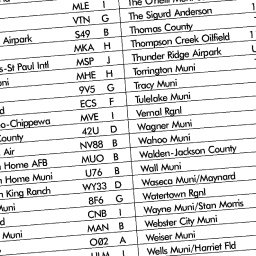 MLE I
VTN G The Sigurd Anderson
Airpark S49 B Thomas County
MKA H Thompson Creek Oilfield
s-St Paul Intl MSP J Thunder Ridge Airpark
MHE H Torrington Muni
9V5 G Tracy Muni
ECS F Tulelake Muni
o-Chippewa MVE I Vernal Rgnl
County 42U D Wagner Muni
Air NV88 B Wahoo Muni
n Home AFB MUO B Walden-Jackson County
n Home Muni U76 B Wall Muni
n King Ranch WY33 D Waseca Muni/Maynard
Muni 8F6 G Watertown Rgnl
CNB I Wayne Muni/Stan Morris
Muni MAN B Webster City Muni
O02 A Weiser Muni
ULM I Wells Muni/Harriet Fld